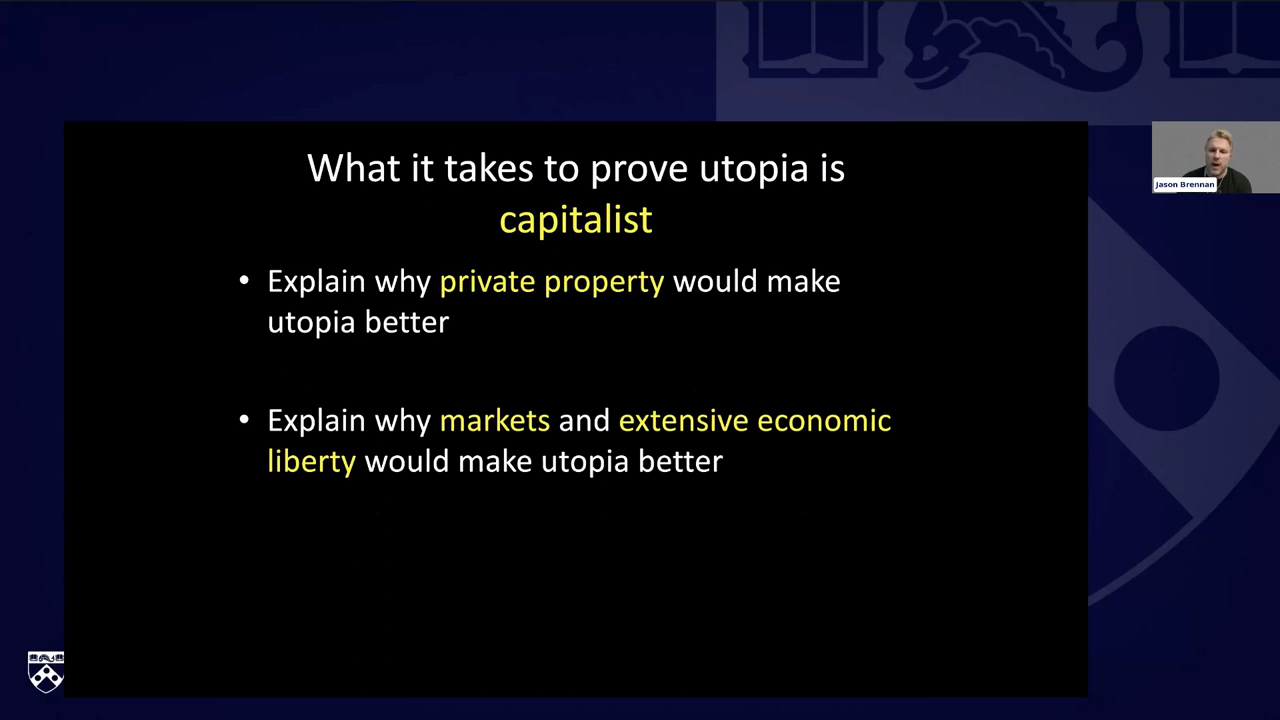 What it takes to prove utopia is
capitalist
• Explain why private property would make
utopia better
• Explain why markets and extensive economic
liberty would make utopia better
Jason Brennan